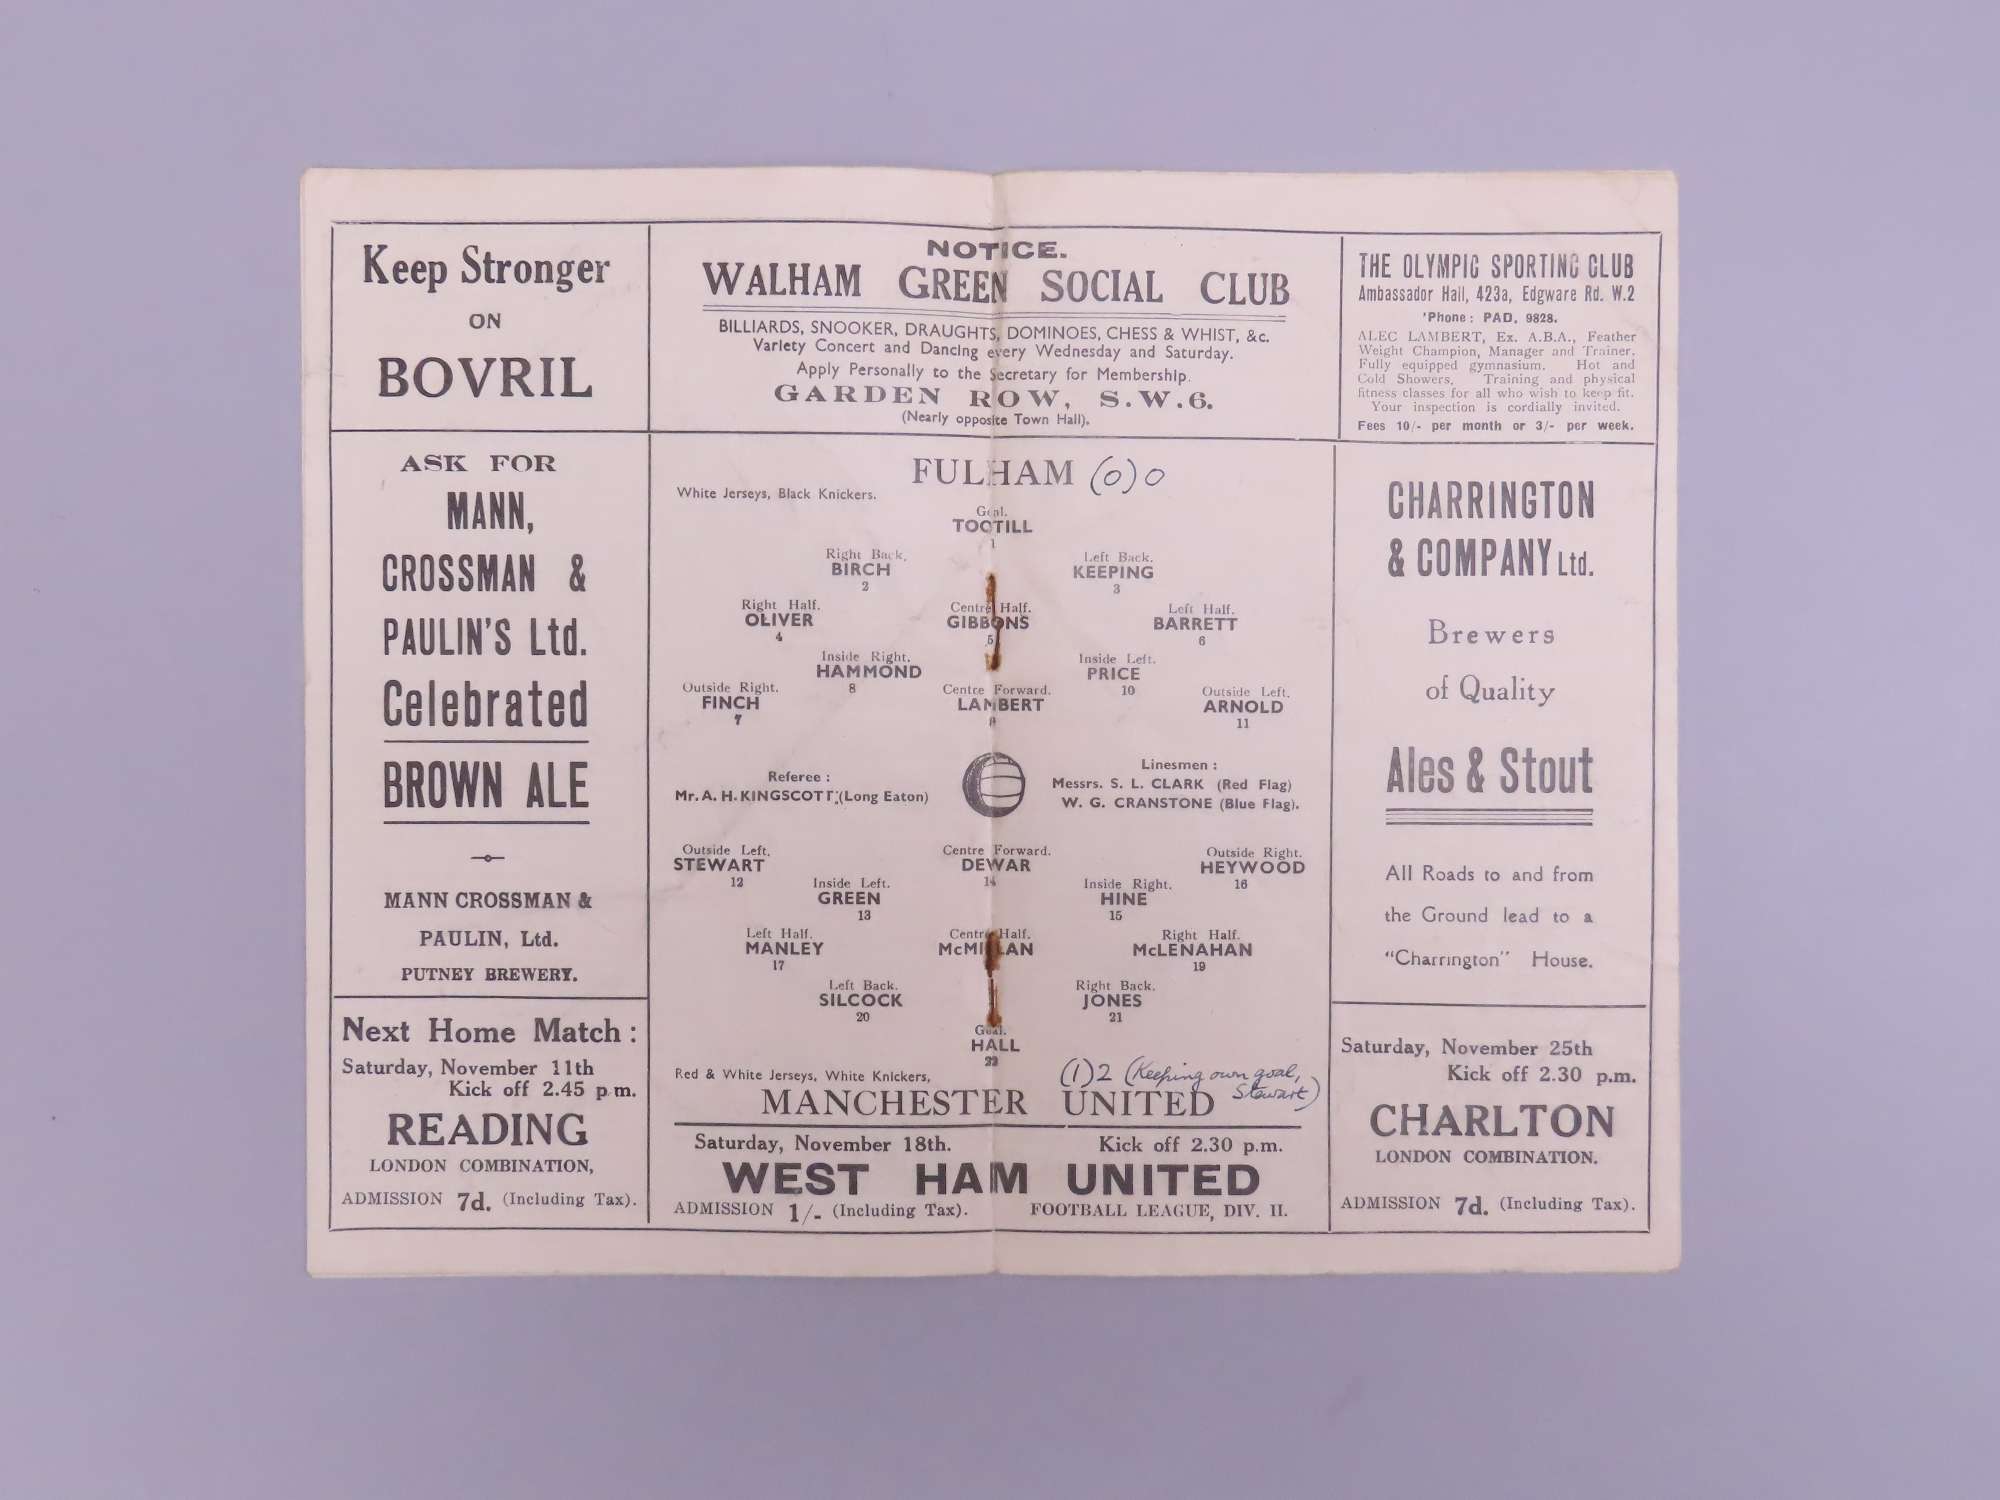 Keep Stronger
ON
BOVRIL
NOTICE.
WALHAM GREEN SOCIAL CLUB
BILLIARDS, SNOOKER, DRAUGHTS, DOMINOES, CHESS & WHIST, &c.
Variety Concert and Dancing every Wednesday and Saturday.
Apply Personally to the Secretary for Membership.
GARDEN ROW, S.W.6.
(Nearly opposite Town Hall).
THE OLYMPIC SPORTING CLUB
Ambassador Hall, 423a, Edgware Rd. W.2
'Phone: PAD. 9828.
ALEC LAMBERT, Ex. A.B.A., Feather
Weight Champion, Manager and Trainer.
Fully equipped gymnasium. Hot and
Cold Showers. Training and physical
fitness classes for all who wish to keep fit.
Your inspection is cordially invited.
Fees 10/- per month or 3/- per week.
ASK FOR
MANN,
CROSSMAN &
PAULIN'S Ltd.
Celebrated
BROWN ALE
MANN CROSSMAN &
PAULIN, Ltd.
PUTNEY BREWERY.
FULHAM (0) 0
White Jerseys, Black Knickers.
Goal.
TOOTILL
1
Right Back. Left Back.
BIRCH KEEPING
2 3
Right Half. Centre Half. Left Half.
OLIVER GIBBONS BARRETT
4 5 6
Inside Right. Inside Left.
HAMMOND PRICE
8 10
Outside Right. Centre Forward. Outside Left.
FINCH LAMBERT ARNOLD
7 9 11
Referee :
Mr. A. H. KINGSCOTT (Long Eaton)
Linesmen :
Messrs. S. L. CLARK (Red Flag)
W. G. CRANSTONE (Blue Flag).
Outside Left. Centre Forward. Outside Right.
STEWART DEWAR HEYWOOD
12 14 16
Inside Left. Inside Right.
GREEN HINE
13 15
Left Half. Centre Half. Right Half.
MANLEY McMILLAN McLENAHAN
17 19
Left Back. Right Back.
SILCOCK JONES
20 21
Goal.
HALL
22
Red & White Jerseys, White Knickers.
(1) 2 (Keeping own goal,
Stewart)
MANCHESTER UNITED
CHARRINGTON
& COMPANY Ltd.
Brewers
of Quality
Ales & Stout
All Roads to and from
the Ground lead to a
"Charrington" House.
Next Home Match :
Saturday, November 11th
Kick off 2.45 p.m.
READING
LONDON COMBINATION,
ADMISSION 7d. (Including Tax).
Saturday, November 18th. Kick off 2.30 p.m.
WEST HAM UNITED
ADMISSION 1/- (Including Tax). FOOTBALL LEAGUE, DIV. II.
Saturday, November 25th
Kick off 2.30 p.m.
CHARLTON
LONDON COMBINATION.
ADMISSION 7d. (Including Tax).